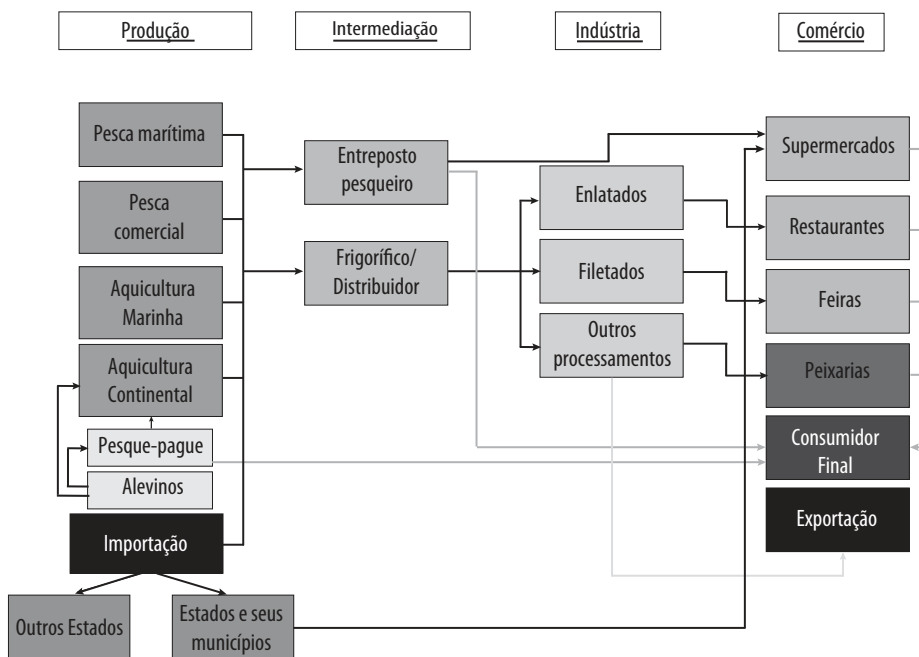 Produção
Intermediação
Indústria
Comércio
Pesca marítima
Pesca
comercial
Aquicultura
Marinha
Aquicultura
Continental
Pesque-pague
Alevinos
Importação
Outros Estados
Estados e seus
municípios
Entreposto
pesqueiro
Frigorífico/
Distribuidor
Enlatados
Filetados
Outros
processamentos
Supermercados
Restaurantes
Feiras
Peixarias
Consumidor
Final
Exportação